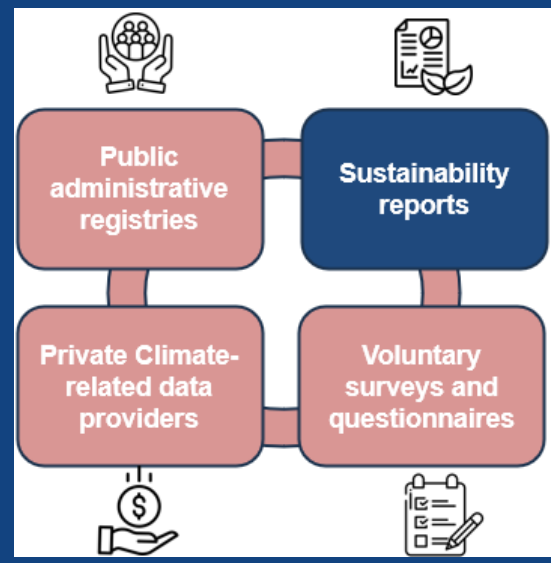 Public
administrative
registries
Sustainability
reports
Private Climate-
related data
providers
Voluntary
surveys and
questionnaires
$